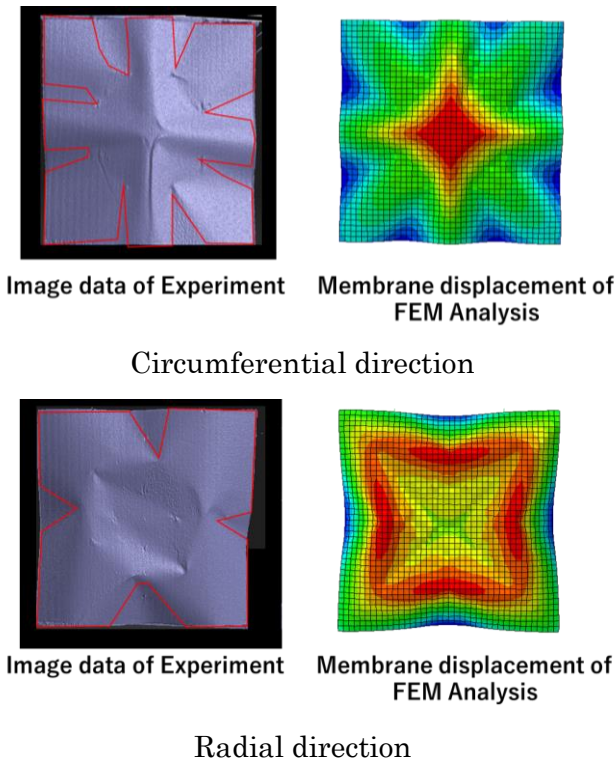 Image data of Experiment
Membrane displacement of
FEM Analysis
Circumferential direction
Image data of Experiment
Membrane displacement of
FEM Analysis
Radial direction